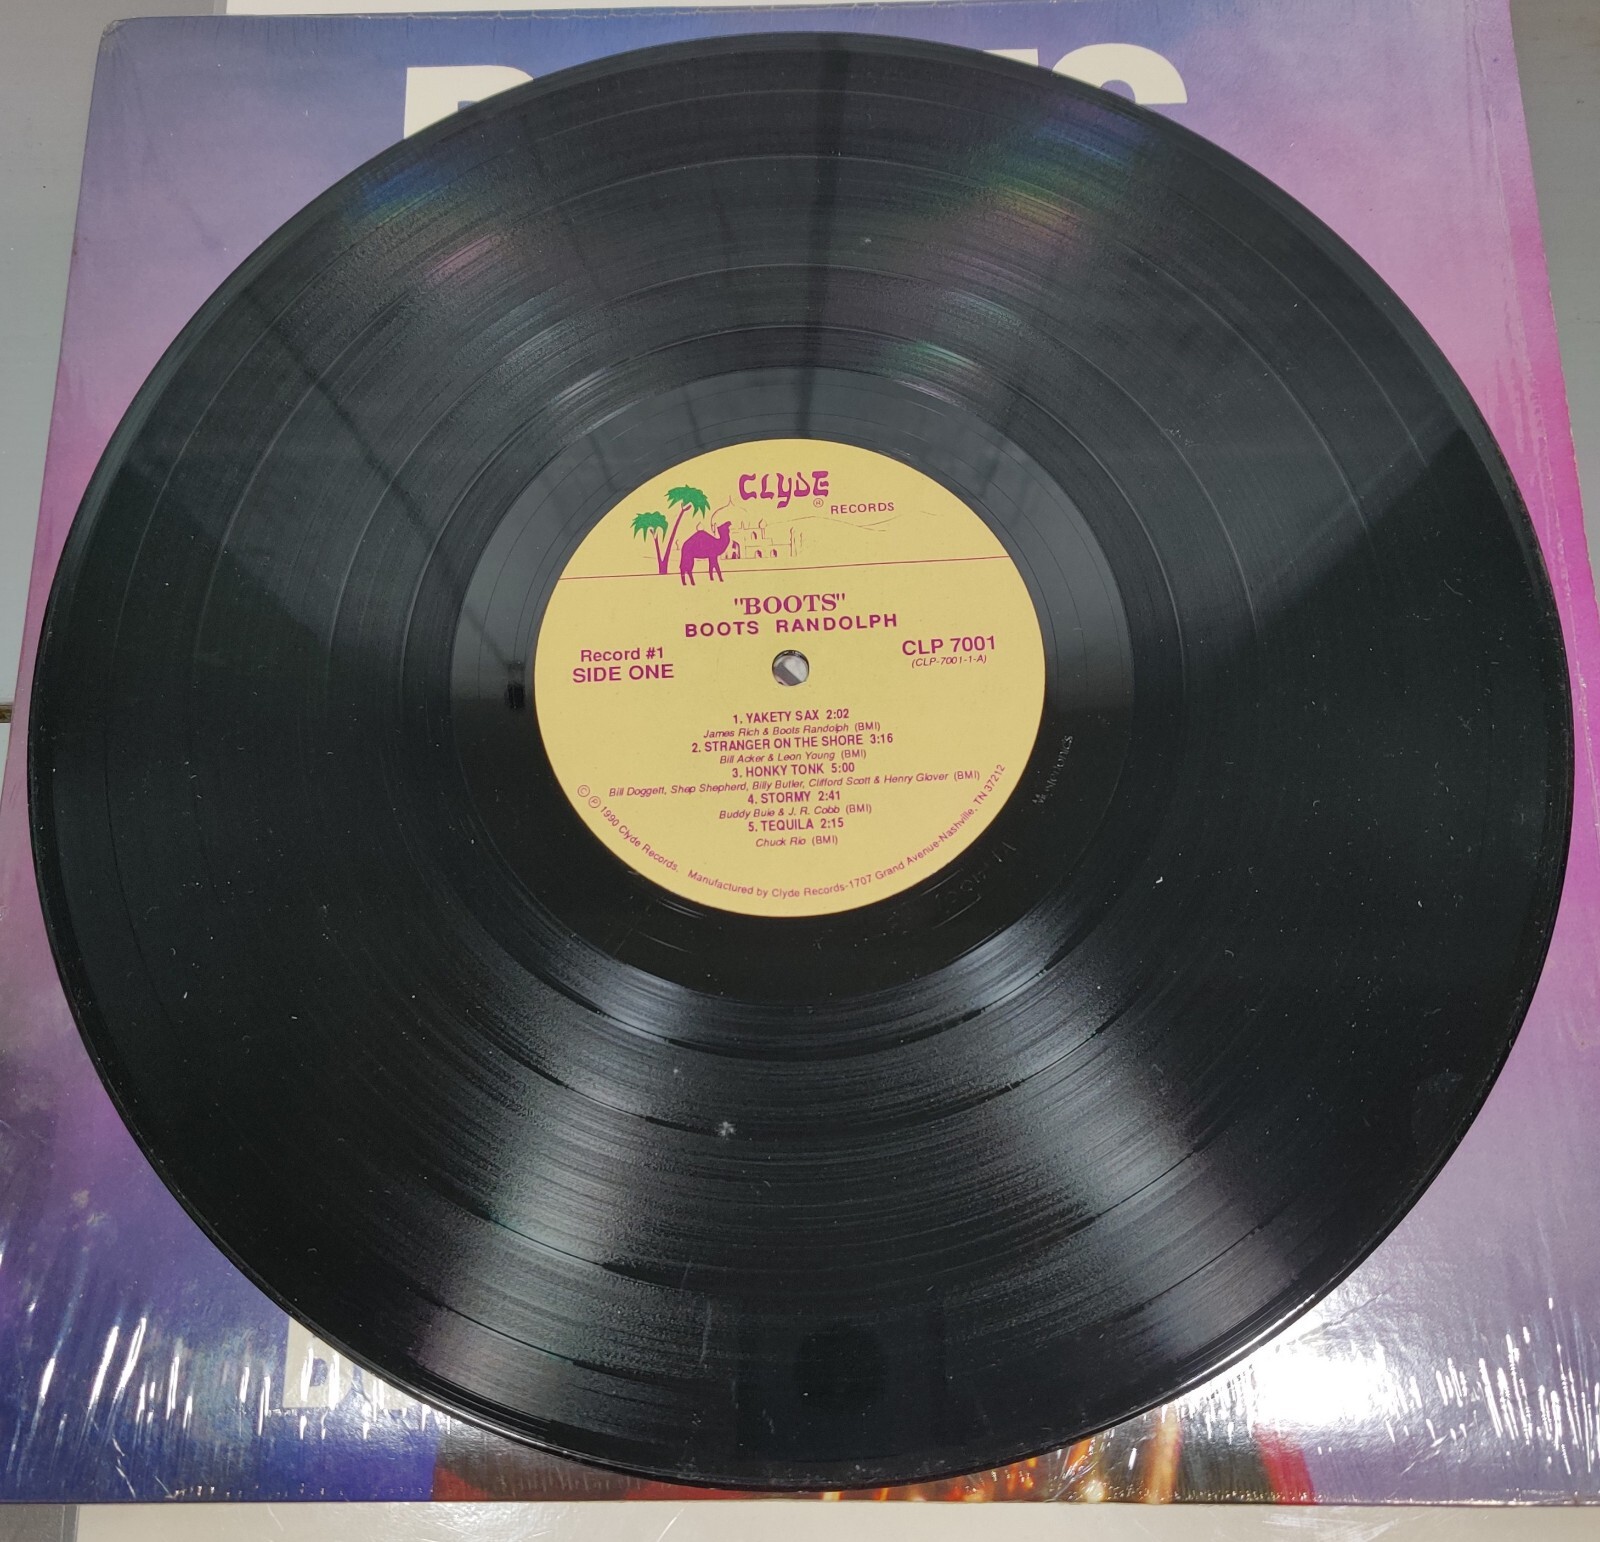 CLYDE
® RECORDS
"BOOTS"
BOOTS RANDOLPH
Record #1
SIDE ONE
CLP 7001
(CLP-7001-1-A)
1. YAKETY SAX 2:02
James Rich & Boots Randolph (BMI)
2. STRANGER ON THE SHORE 3:16
Bill Acker & Leon Young (BMI)
3. HONKY TONK 5:00
Bill Doggett, Shep Shepherd, Billy Butler, Clifford Scott & Henry Glover (BMI)
4. STORMY 2:41
Buddy Buie & J. R. Cobb (BMI)
5. TEQUILA 2:15
Chuck Rio (BMI)
© ℗ 1990 Clyde Records. Manufactured by Clyde Records-1707 Grand Avenue-Nashville, TN 37212